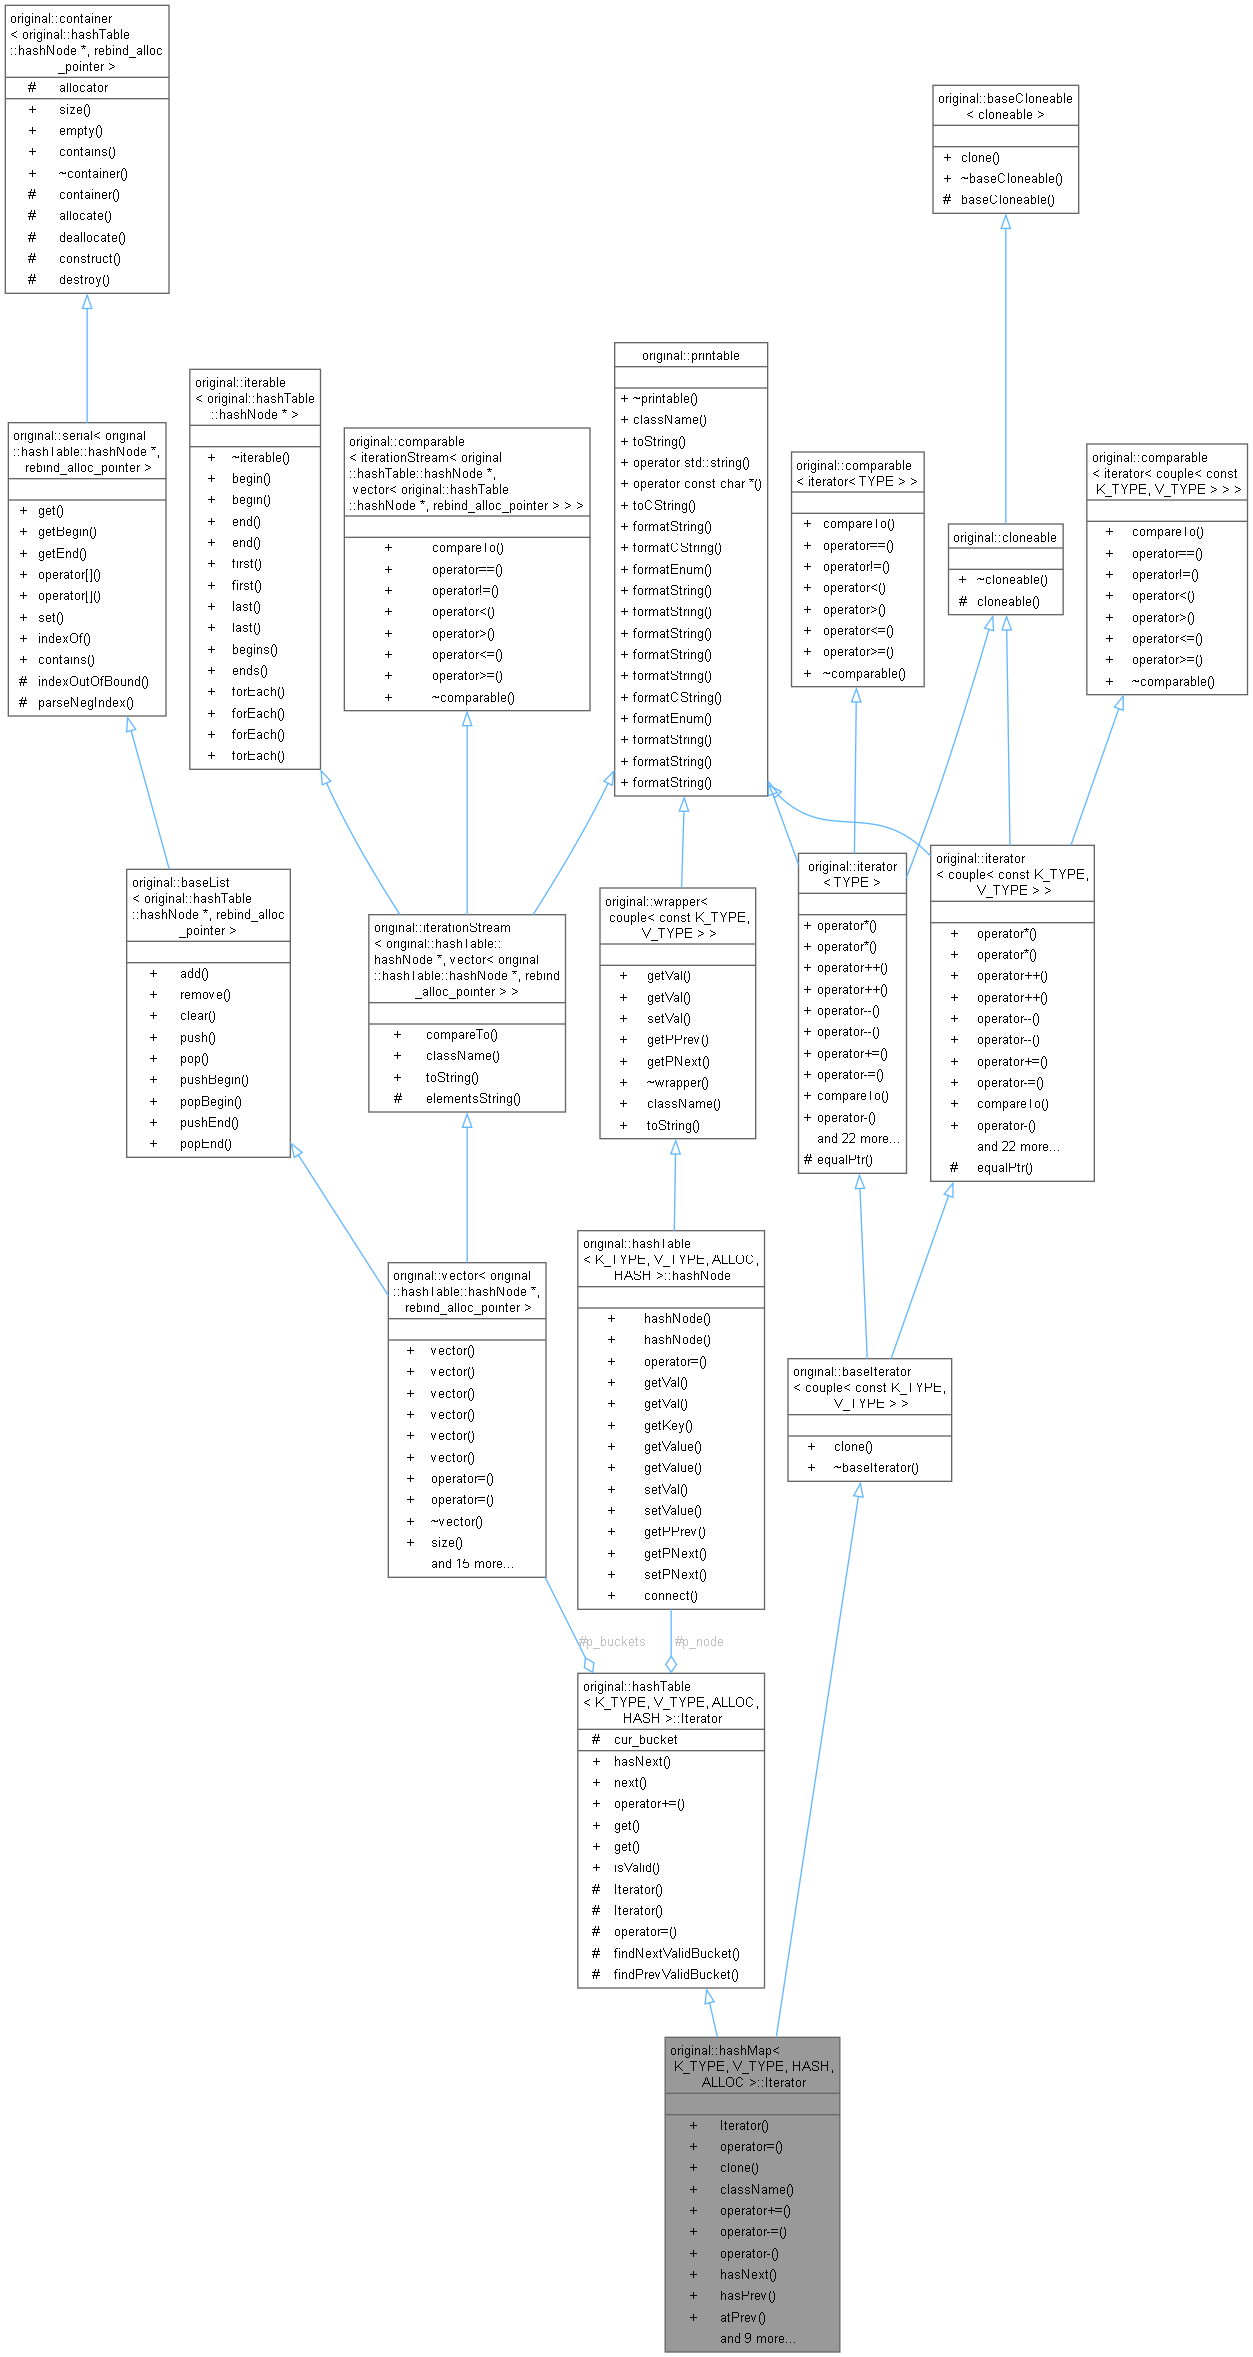 original::container
< original::hashTable
::hashNode *, rebind_alloc
_pointer >
# allocator
+ size()
+ empty()
+ contains()
+ ~container()
# container()
# allocate()
# deallocate()
# construct()
# destroy()
original::baseCloneable
< cloneable >
+ clone()
+ ~baseCloneable()
# baseCloneable()
original::serial< original
::hashTable::hashNode *,
rebind_alloc_pointer >
+ get()
+ getBegin()
+ getEnd()
+ operator[]()
+ operator[]()
+ set()
+ indexOf()
+ contains()
# indexOutOfBound()
# parseNegIndex()
original::iterable
< original::hashTable
::hashNode * >
+ ~iterable()
+ begin()
+ begin()
+ end()
+ end()
+ first()
+ first()
+ last()
+ last()
+ begins()
+ ends()
+ forEach()
+ forEach()
+ forEach()
+ forEach()
original::comparable
< iterationStream< original
::hashTable::hashNode *,
vector< original::hashTable
::hashNode *, rebind_alloc_pointer > > >
+ compareTo()
+ operator==()
+ operator!=()
+ operator<()
+ operator>()
+ operator<=()
+ operator>=()
+ ~comparable()
original::printable
+ ~printable()
+ className()
+ toString()
+ operator std::string()
+ operator const char *()
+ toCString()
+ formatString()
+ formatCString()
+ formatEnum()
+ formatString()
+ formatString()
+ formatString()
+ formatString()
+ formatString()
+ formatCString()
+ formatEnum()
+ formatString()
+ formatString()
+ formatString()
original::comparable
< iterator< TYPE > >
+ compareTo()
+ operator==()
+ operator!=()
+ operator<()
+ operator>()
+ operator<=()
+ operator>=()
+ ~comparable()
original::cloneable
+ ~cloneable()
# cloneable()
original::comparable
< iterator< couple< const
K_TYPE, V_TYPE > > >
+ compareTo()
+ operator==()
+ operator!=()
+ operator<()
+ operator>()
+ operator<=()
+ operator>=()
+ ~comparable()
original::baseList
< original::hashTable
::hashNode *, rebind_alloc
_pointer >
+ add()
+ remove()
+ clear()
+ push()
+ pop()
+ pushBegin()
+ popBegin()
+ pushEnd()
+ popEnd()
original::iterationStream
< original::hashTable::
hashNode *, vector< original
::hashTable::hashNode *, rebind
_alloc_pointer > >
+ compareTo()
+ className()
+ toString()
# elementsString()
original::wrapper<
couple< const K_TYPE,
V_TYPE > >
+ getVal()
+ getVal()
+ setVal()
+ getPPrev()
+ getPNext()
+ ~wrapper()
+ className()
+ toString()
original::iterator
< TYPE >
+ operator*()
+ operator*()
+ operator++()
+ operator++()
+ operator--()
+ operator--()
+ operator+=()
+ operator-=()
+ compareTo()
+ operator-()
and 22 more...
# equalPtr()
original::iterator
< couple< const K_TYPE,
V_TYPE > >
+ operator*()
+ operator*()
+ operator++()
+ operator++()
+ operator--()
+ operator--()
+ operator+=()
+ operator-=()
+ compareTo()
+ operator-()
and 22 more...
# equalPtr()
original::vector< original
::hashTable::hashNode *,
rebind_alloc_pointer >
+ vector()
+ vector()
+ vector()
+ vector()
+ vector()
+ vector()
+ operator=()
+ operator=()
+ ~vector()
+ size()
and 15 more...
original::hashTable
< K_TYPE, V_TYPE, ALLOC,
HASH >::hashNode
+ hashNode()
+ hashNode()
+ operator=()
+ getVal()
+ getVal()
+ getKey()
+ getValue()
+ getValue()
+ setVal()
+ setValue()
+ getPPrev()
+ getPNext()
+ setPNext()
+ connect()
original::baseIterator
< couple< const K_TYPE,
V_TYPE > >
+ clone()
+ ~baseIterator()
#p_buckets
#p_node
original::hashTable
< K_TYPE, V_TYPE, ALLOC,
HASH >::Iterator
# cur_bucket
+ hasNext()
+ next()
+ operator+=()
+ get()
+ get()
+ isValid()
# Iterator()
# Iterator()
# operator=()
# findNextValidBucket()
# findPrevValidBucket()
original::hashMap<
K_TYPE, V_TYPE, HASH,
ALLOC >::Iterator
+ Iterator()
+ operator=()
+ clone()
+ className()
+ operator+=()
+ operator-=()
+ operator-()
+ hasNext()
+ hasPrev()
+ atPrev()
and 9 more...